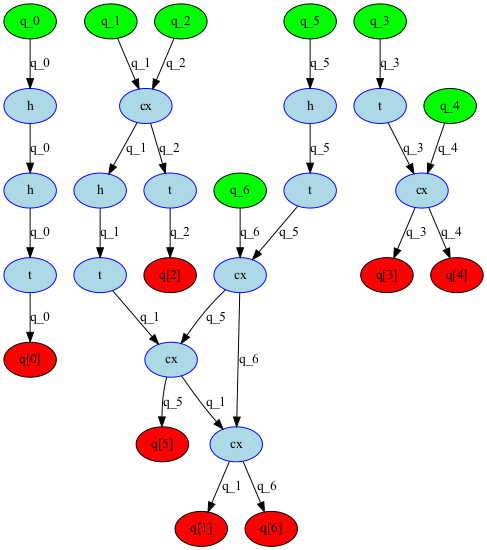 q_0 q_1 q_2 q_5 q_3
q_0 q_1 q_2 q_5 q_3
h cx h t q_4
q_0 q_1 q_2 q_5 q_3 q_4
h h t q_6 t cx
q_0 q_1 q_2 q_6 q_5 q_3 q_4
t t q[2] cx q[3] q[4]
q_0 q_1 q_5
q[0] cx q_6
q_5 q_1
q[5] cx
q_1 q_6
q[1] q[6]